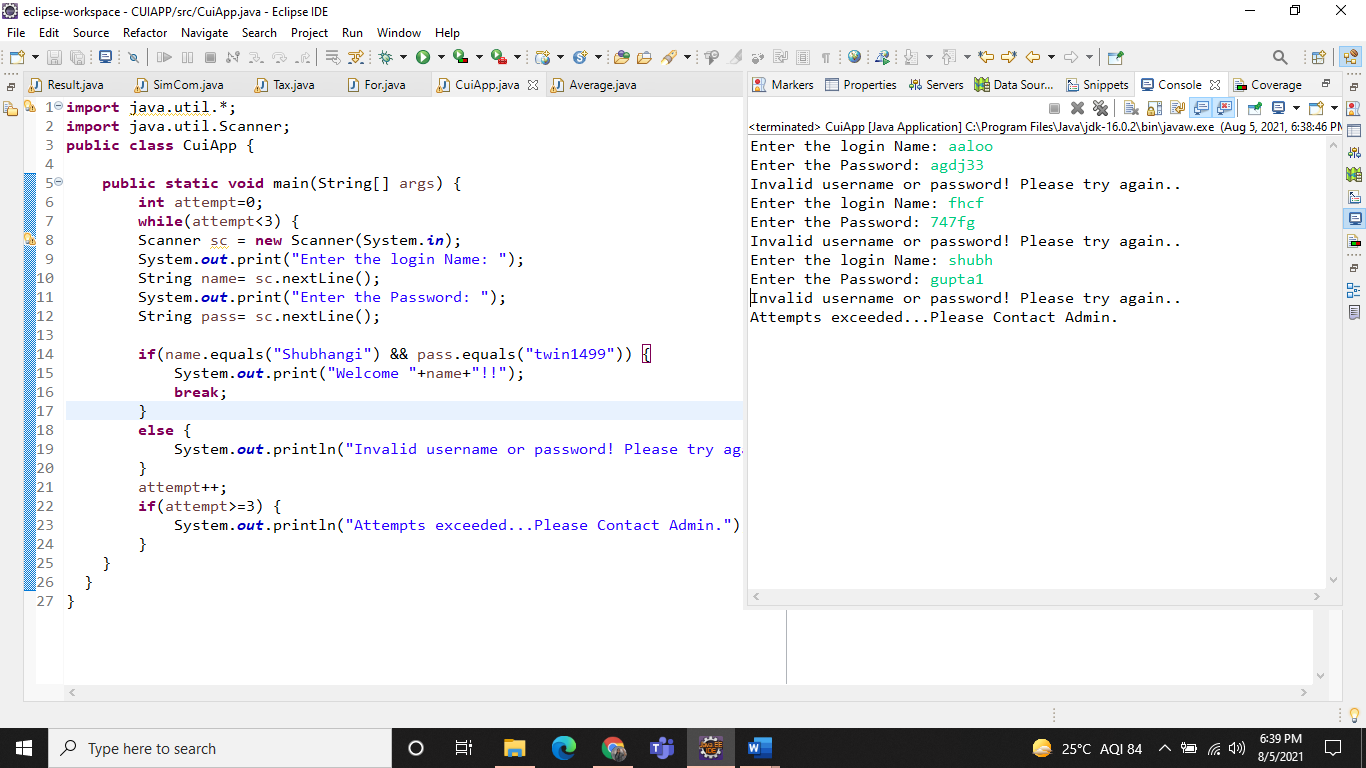 eclipse-workspace - CUIAPP/src/CuiApp.java - Eclipse IDE
File Edit Source Refactor Navigate Search Project Run Window Help
Result.java SimCom.java Tax.java For.java CuiApp.java Average.java
1 import java.util.*;
2 import java.util.Scanner;
3 public class CuiApp {
4
5 public static void main(String[] args) {
6 int attempt=0;
7 while(attempt<3) {
8 Scanner sc = new Scanner(System.in);
9 System.out.print("Enter the login Name: ");
10 String name= sc.nextLine();
11 System.out.print("Enter the Password: ");
12 String pass= sc.nextLine();
13
14 if(name.equals("Shubhangi") && pass.equals("twin1499")) {
15 System.out.print("Welcome "+name+"!!");
16 break;
17 }
18 else {
19 System.out.println("Invalid username or password! Please try aga
20 }
21 attempt++;
22 if(attempt>=3) {
23 System.out.println("Attempts exceeded...Please Contact Admin.")
24 }
25 }
26 }
27 }
Markers Properties Servers Data Sour... Snippets Console Coverage
<terminated> CuiApp [Java Application] C:\Program Files\Java\jdk-16.0.2\bin\javaw.exe (Aug 5, 2021, 6:38:46 PM
Enter the login Name: aaloo
Enter the Password: agdj33
Invalid username or password! Please try again..
Enter the login Name: fhcf
Enter the Password: 747fg
Invalid username or password! Please try again..
Enter the login Name: shubh
Enter the Password: gupta1
Invalid username or password! Please try again..
Attempts exceeded...Please Contact Admin.
Type here to search
25°C AQI 84
6:39 PM
8/5/2021